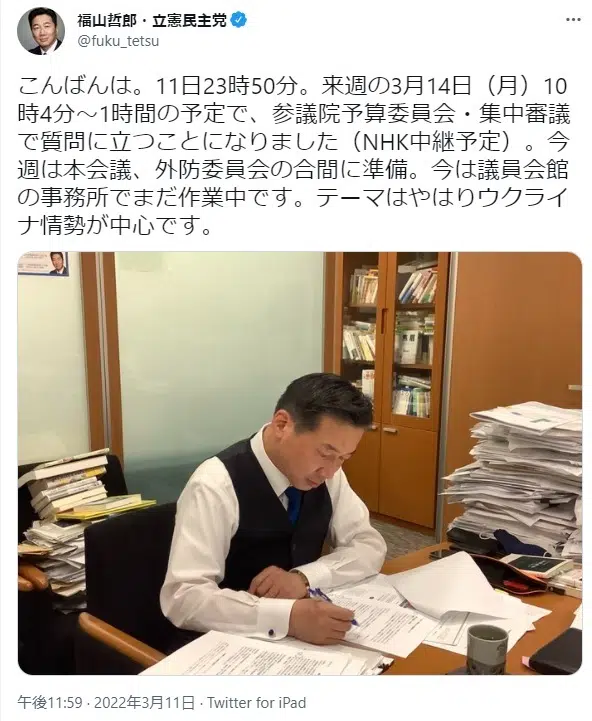 福山哲郎・立憲民主党
@fuku_tetsu
こんばんは。11日23時50分。来週の3月14日（月）10
時4分～1時間の予定で、参議院予算委員会・集中審議
で質問に立つことになりました（NHK中継予定）。今
週は本会議、外防委員会の合間に準備。今は議員会館
の事務所でまだ作業中です。テーマはやはりウクライ
ナ情勢が中心です。
午後11:59 · 2022年3月11日 · Twitter for iPad